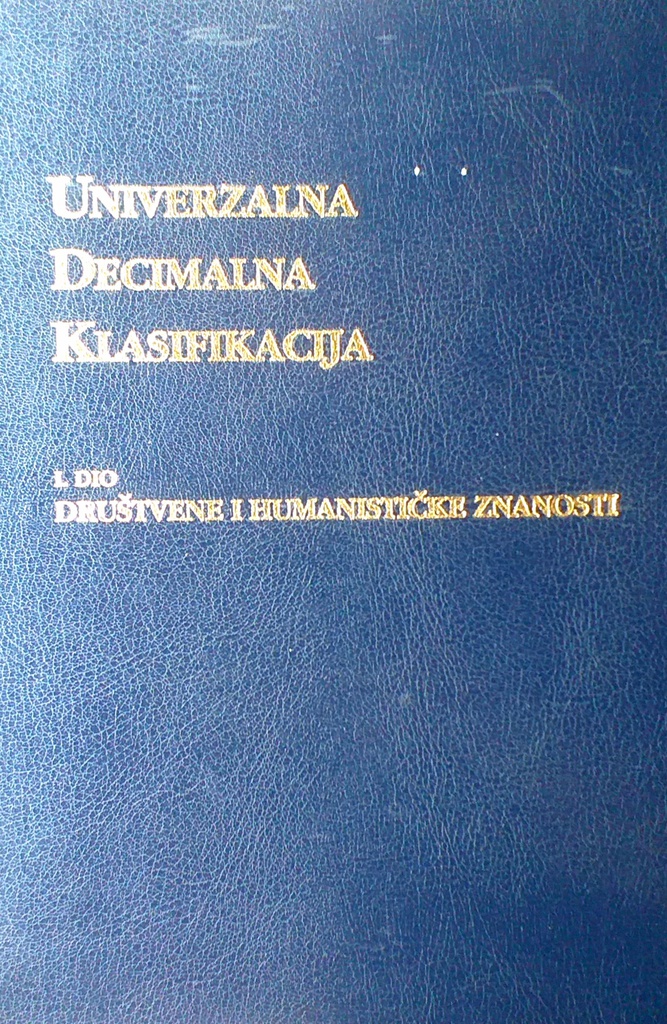 UNIVERZALNA
DECIMALNA
KLASIFIKACIJA
I. DIO
DRUŠTVENE I HUMANISTIČKE ZNANOSTI